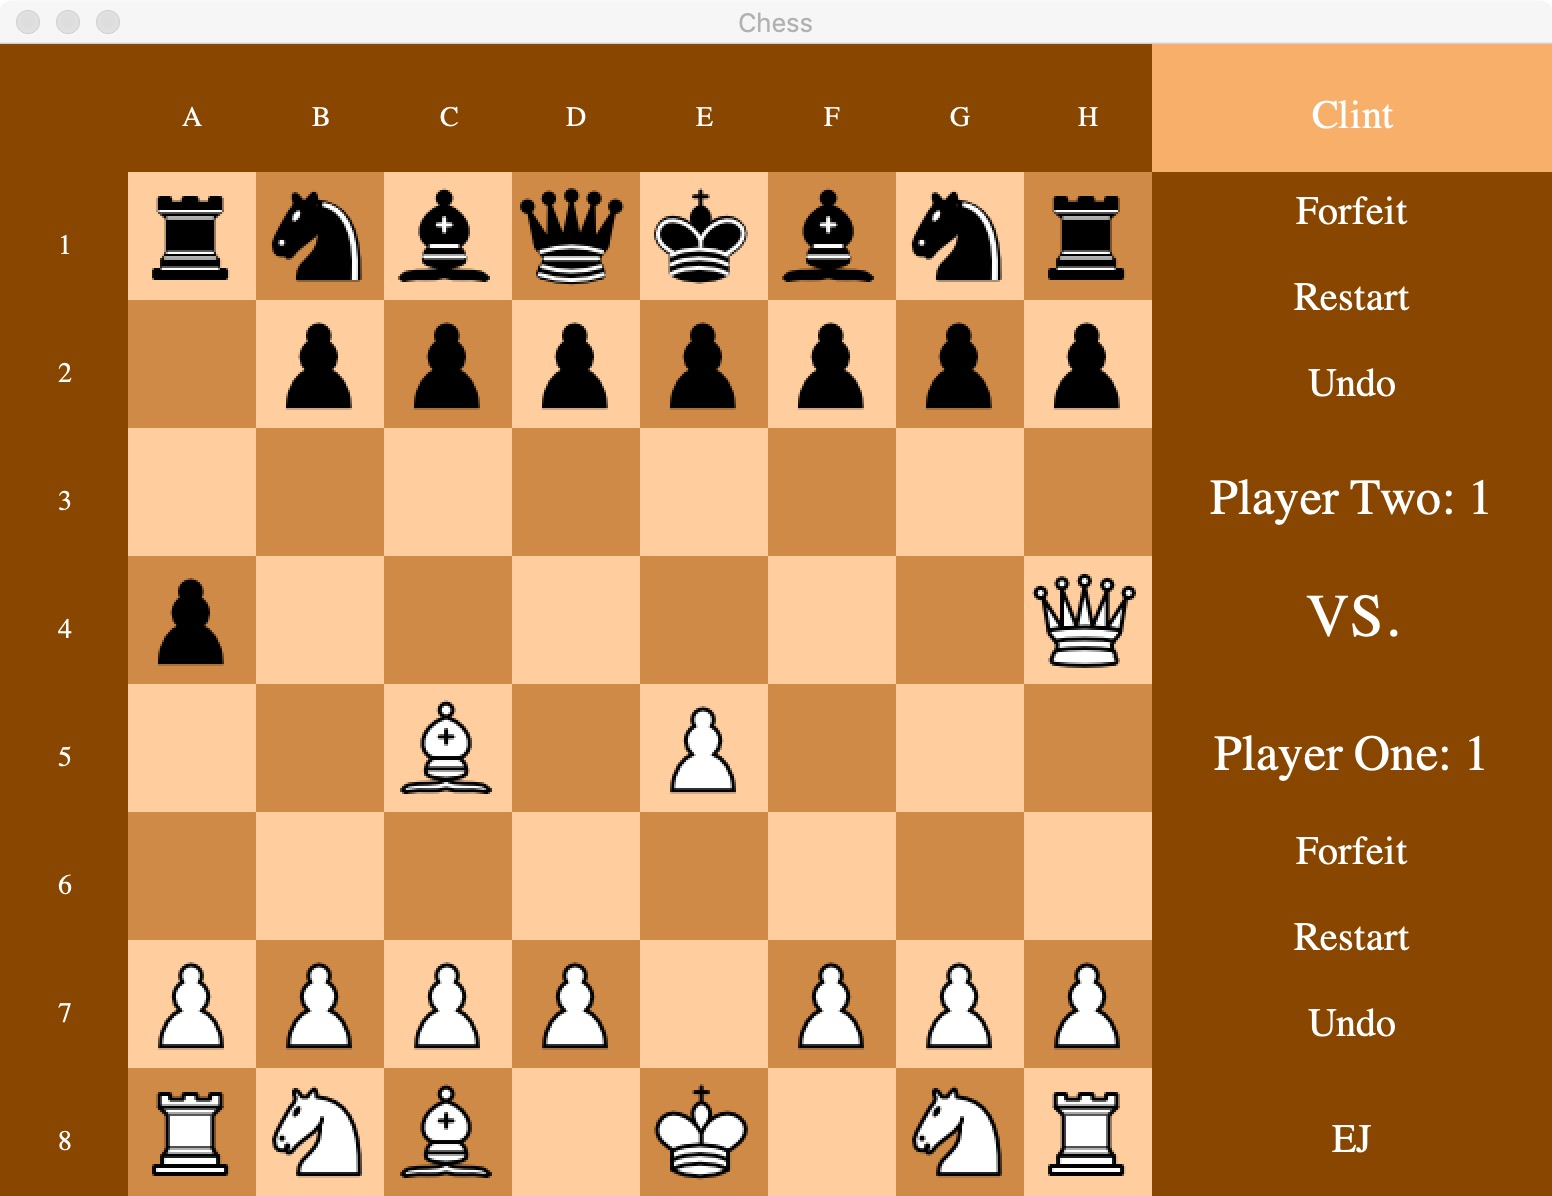 Chess
A B C D E F G H
Clint
1
Forfeit
Restart
2
Undo
3
Player Two: 1
4
VS.
5
Player One: 1
Forfeit
6
Restart
7
Undo
8
EJ